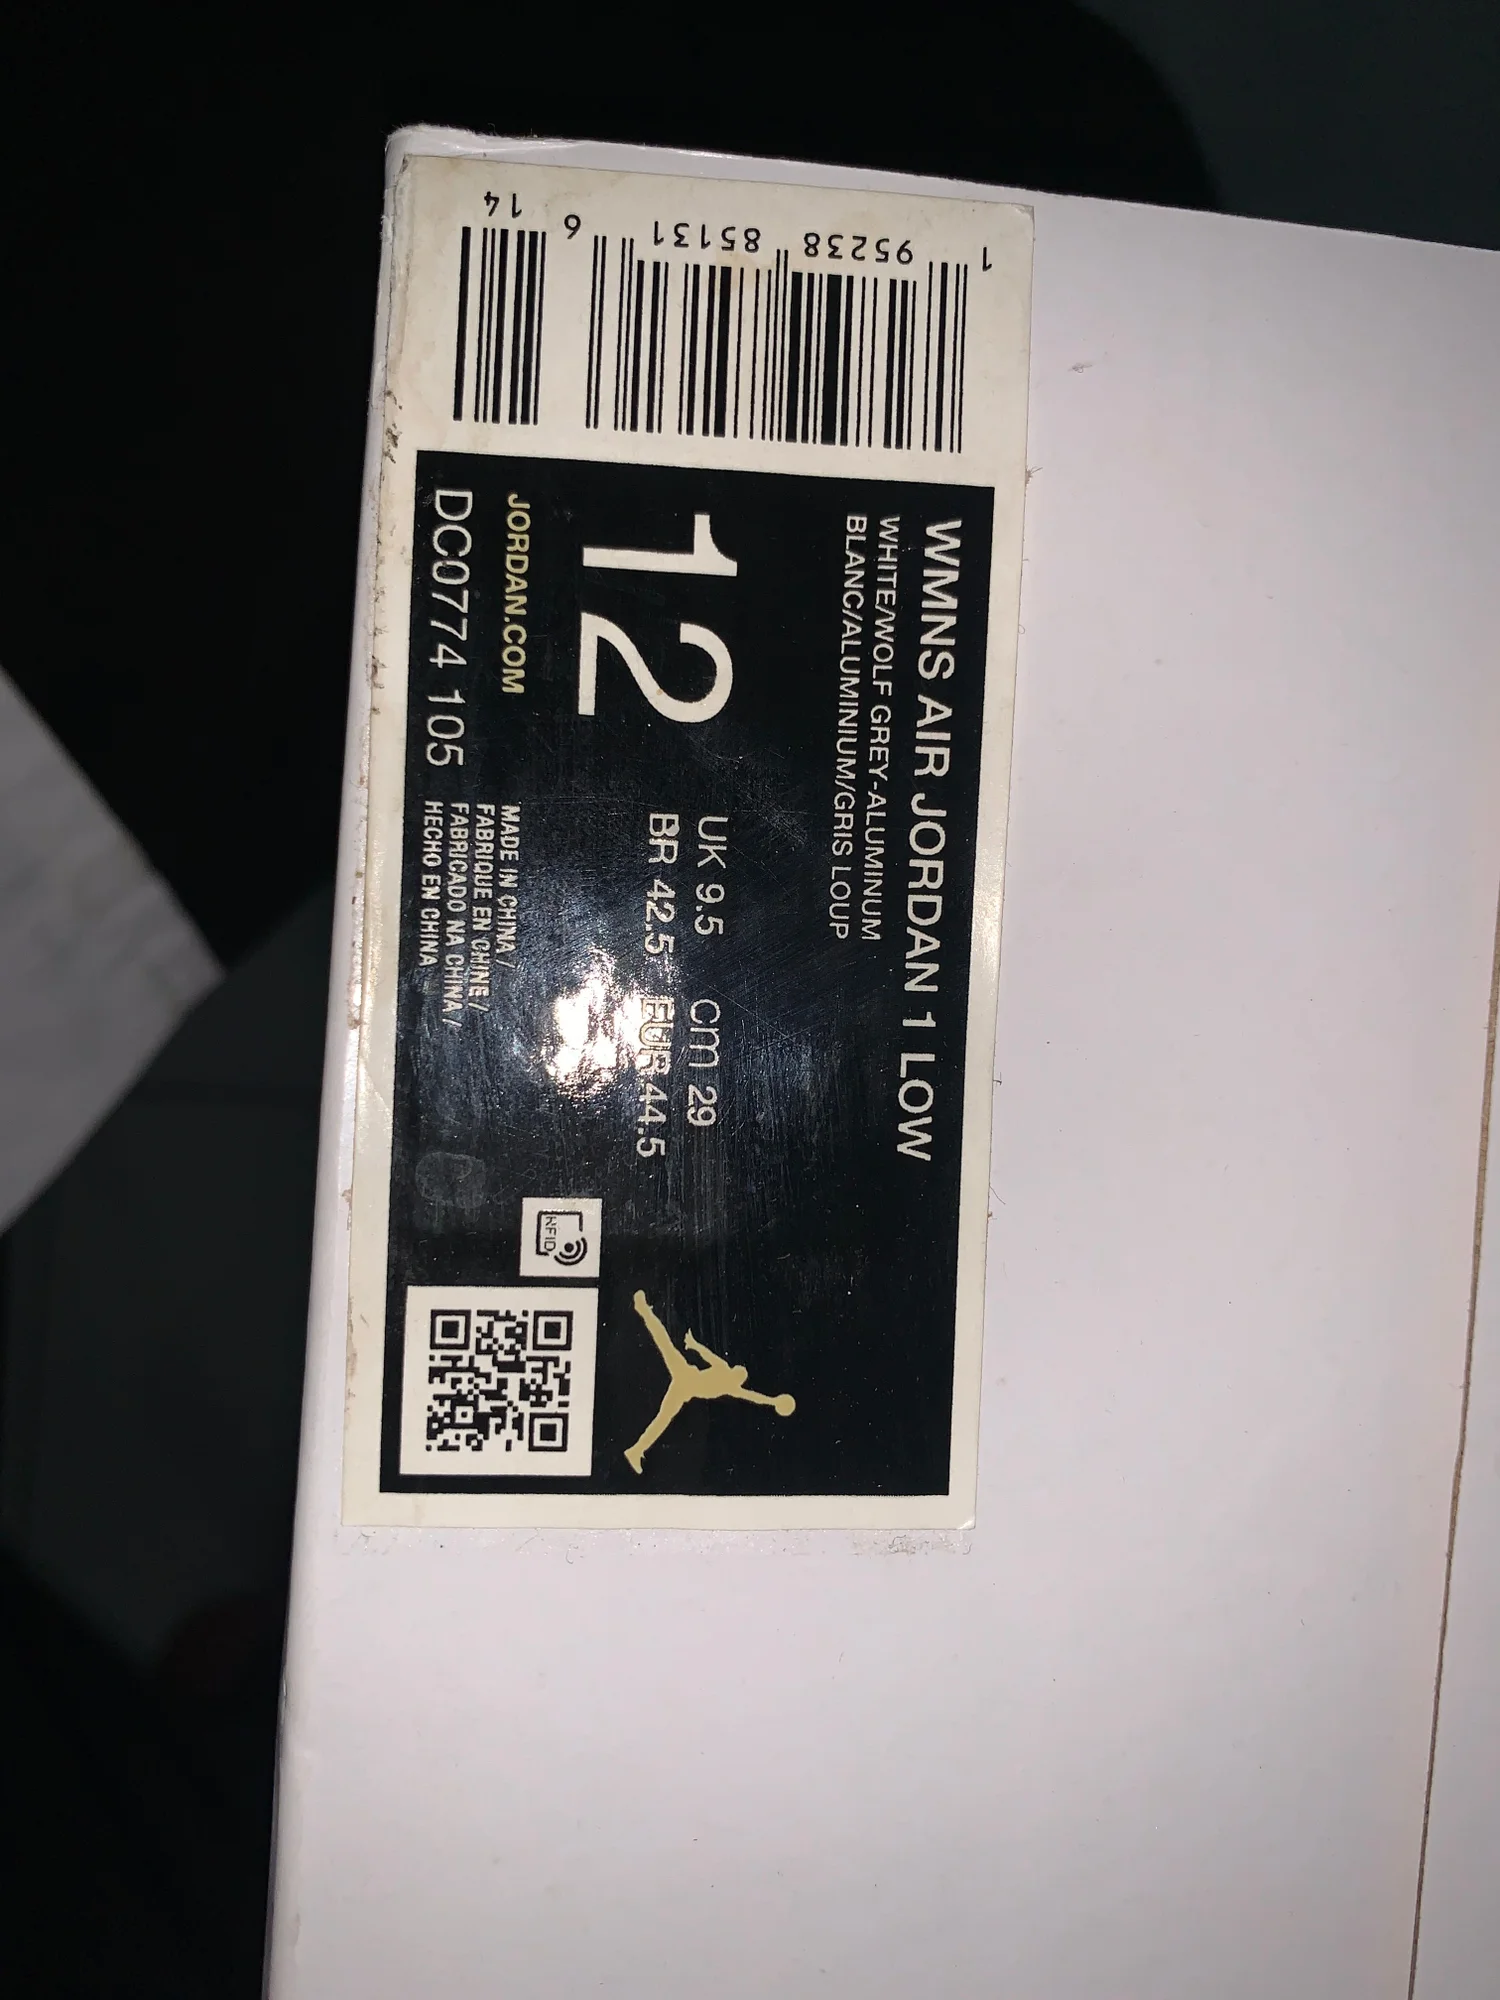 WMNS AIR JORDAN 1 LOW
WHITE/WOLF GREY-ALUMINUM
BLANC/ALUMINIUM/GRIS LOUP
12
UK 9.5 cm 29
BR 42.5 EUR 44.5
JORDAN.COM
DC0774 105
MADE IN CHINA /
FABRIQUE EN CHINE /
FABRICADO NA CHINA /
HECHO EN CHINA
RFID
1 95238 85131 6 14